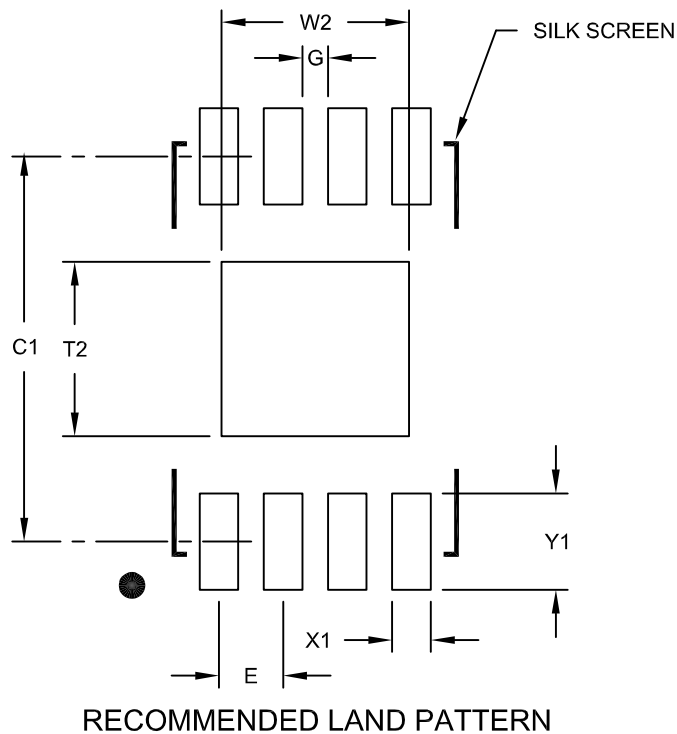 W2
SILK SCREEN
G
C1
T2
Y1
X1
E
RECOMMENDED LAND PATTERN